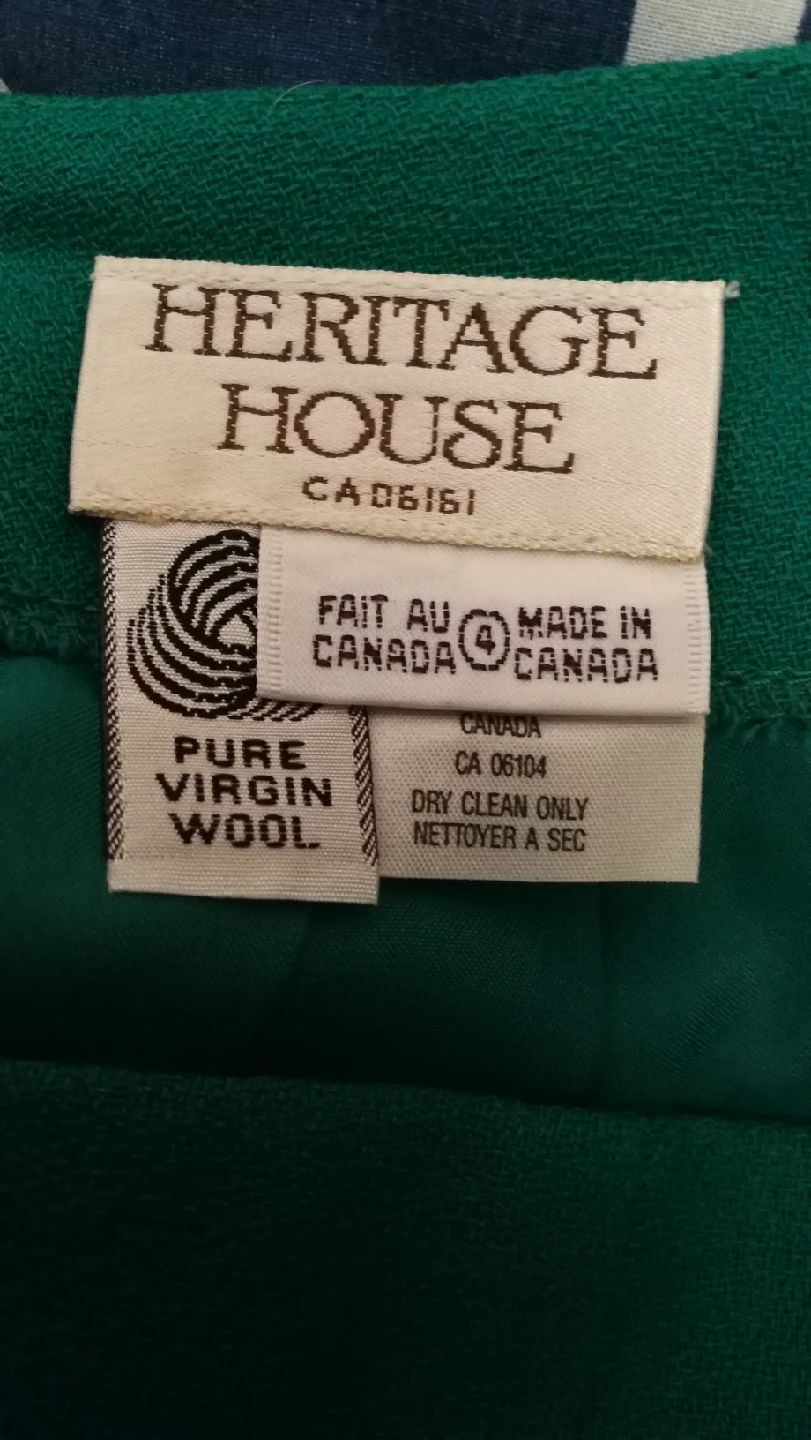 HERITAGE
HOUSE
CA06161
FAIT AU
CANADA
4
MADE IN
CANADA
PURE
VIRGIN
WOOL
CANADA
CA 06104
DRY CLEAN ONLY
NETTOYER A SEC